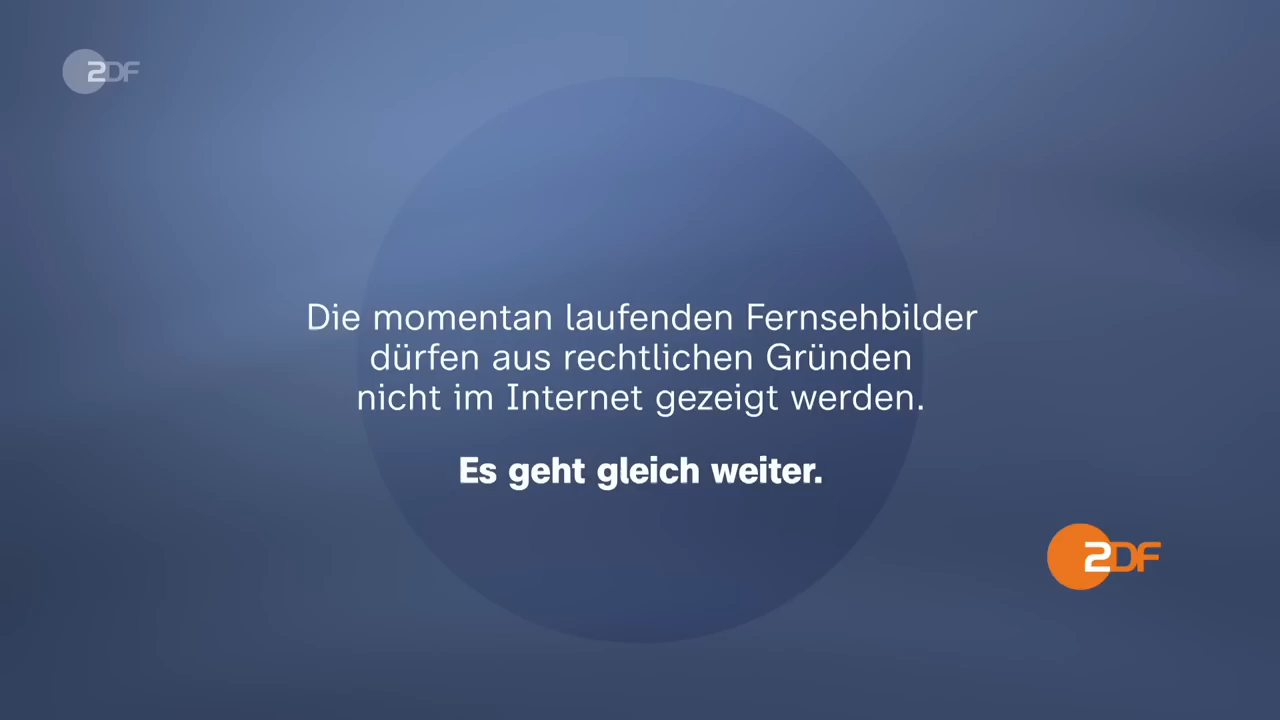 ZDF
Die momentan laufenden Fernsehbilder
dürfen aus rechtlichen Gründen
nicht im Internet gezeigt werden.
Es geht gleich weiter.
ZDF